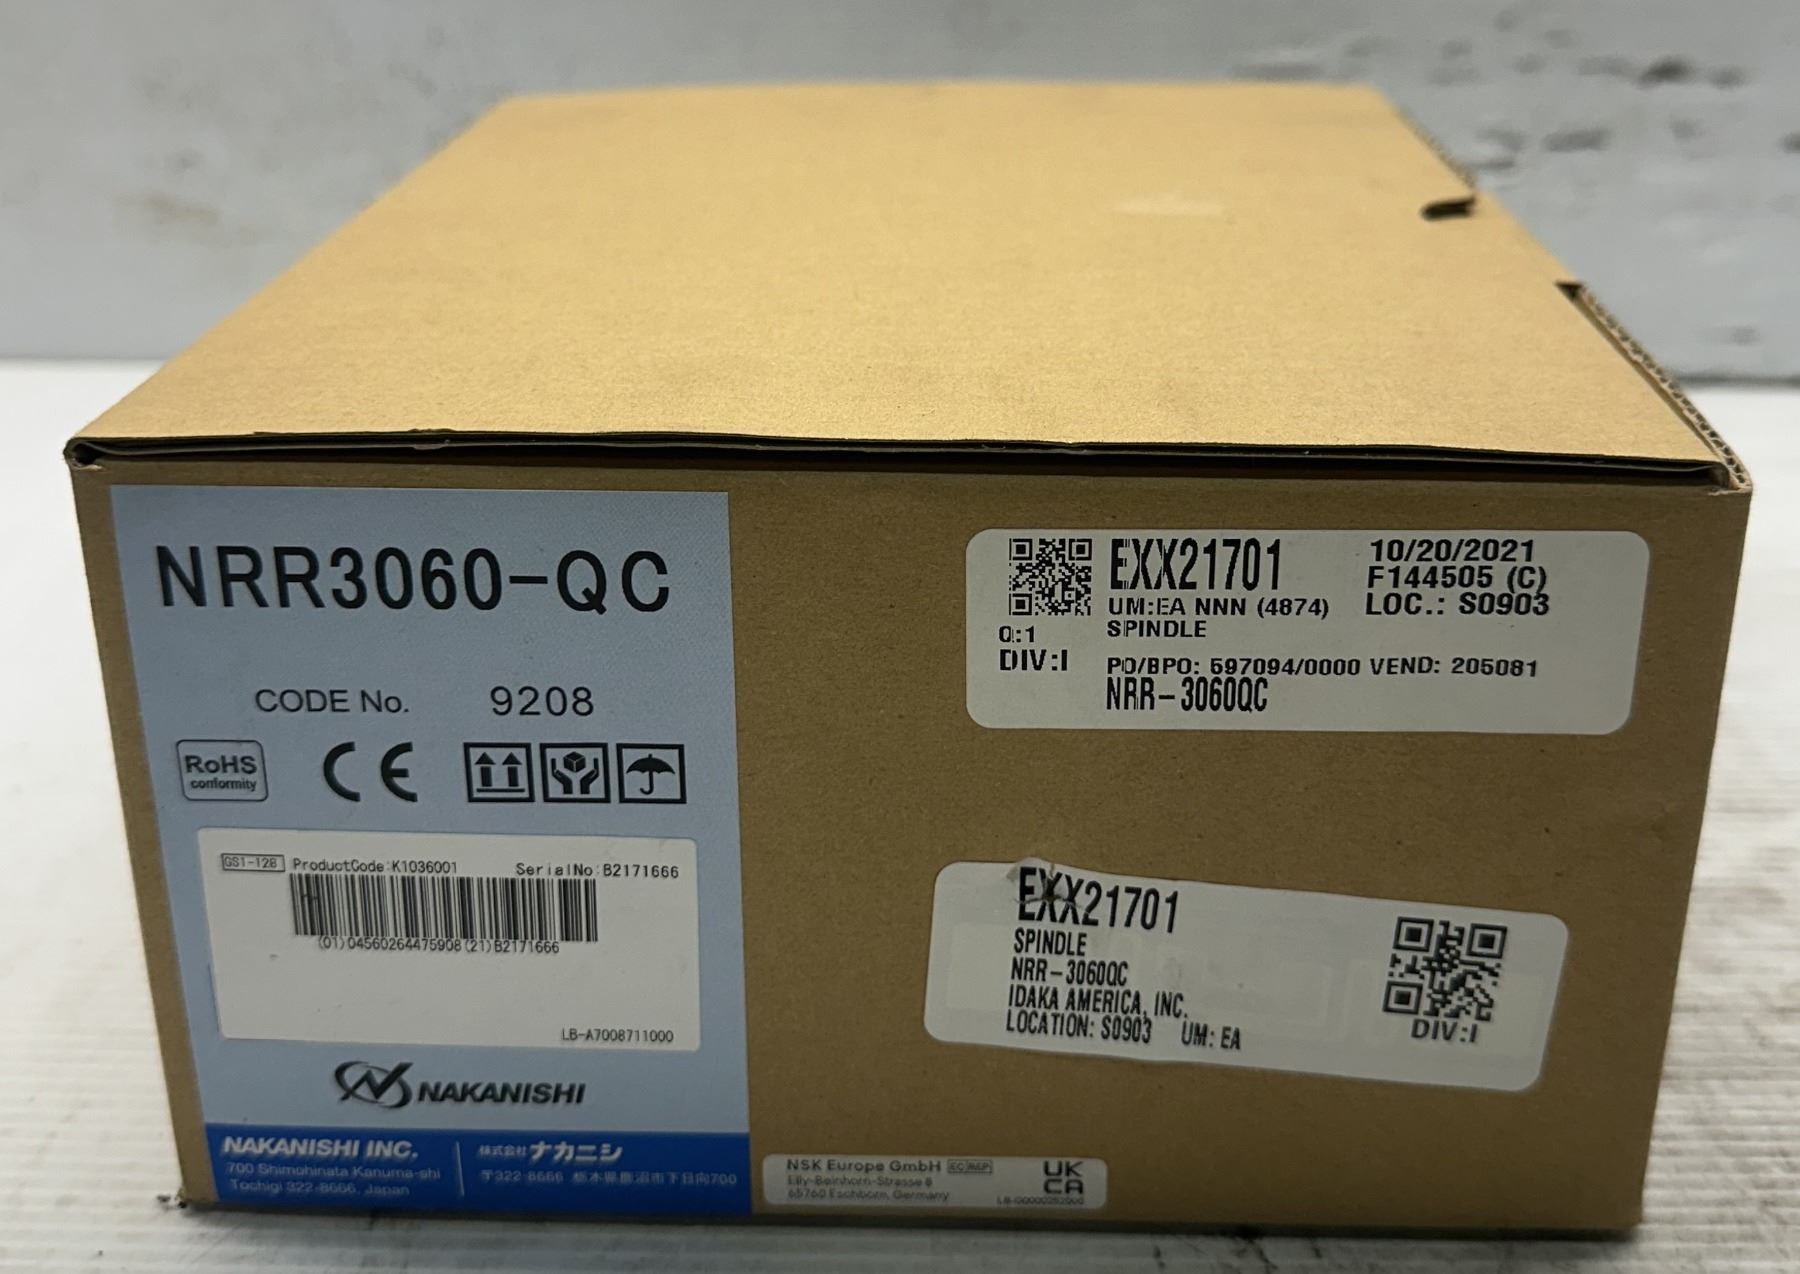 NRR3060-QC
CODE No. 9208
RoHS
conformity
CE
GS1-128 ProductCode:K1036001 SerialNo:B2171666
(01)04560264475908(21)B2171666
LB-A7008711000
NAKANISHI
NAKANISHI INC.
700 Shimohinata Kanuma-shi
Tochigi 322-8666, Japan
株式会社ナカニシ
〒322-8666 栃木県鹿沼市下日向700
EXX21701
10/20/2021
F144505 (C)
LOC.: S0903
UM:EA NNN (4874)
SPINDLE
Q:1
DIV:I
PO/BPO: 597094/0000 VEND: 205081
NRR-3060QC
EXX21701
SPINDLE
NRR-3060QC
IDAKA AMERICA, INC.
LOCATION: S0903 UM: EA
DIV:I
NSK Europe GmbH EC REP
Elly-Beinhorn-Strasse 8
65760 Eschborn, Germany
UK
CA